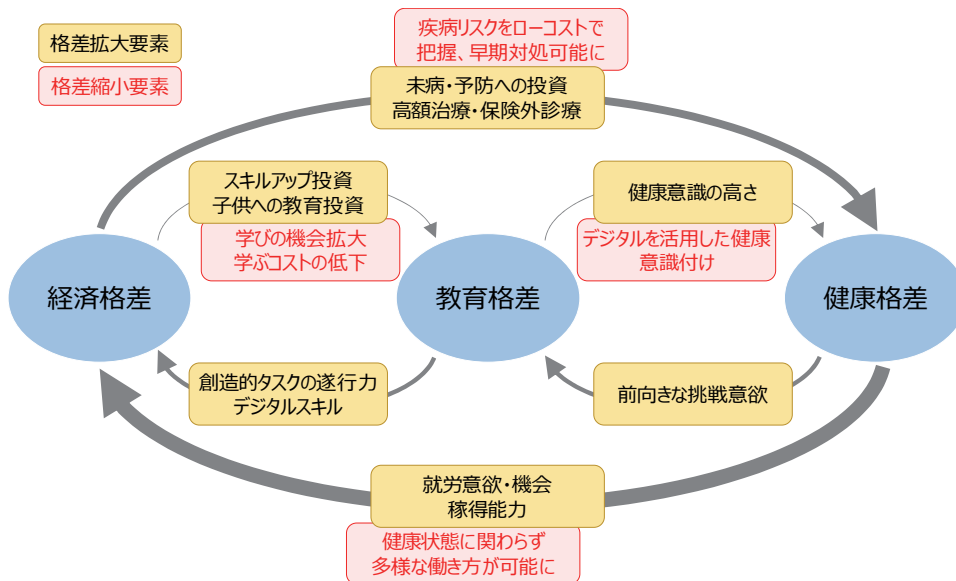 格差拡大要素
格差縮小要素
疾病リスクをローコストで
把握、早期対処可能に
未病・予防への投資
高額治療・保険外診療
スキルアップ投資
子供への教育投資
学びの機会拡大
学ぶコストの低下
健康意識の高さ
デジタルを活用した健康
意識付け
経済格差
教育格差
健康格差
創造的タスクの遂行力
デジタルスキル
前向きな挑戦意欲
就労意欲・機会
稼得能力
健康状態に関わらず
多様な働き方が可能に